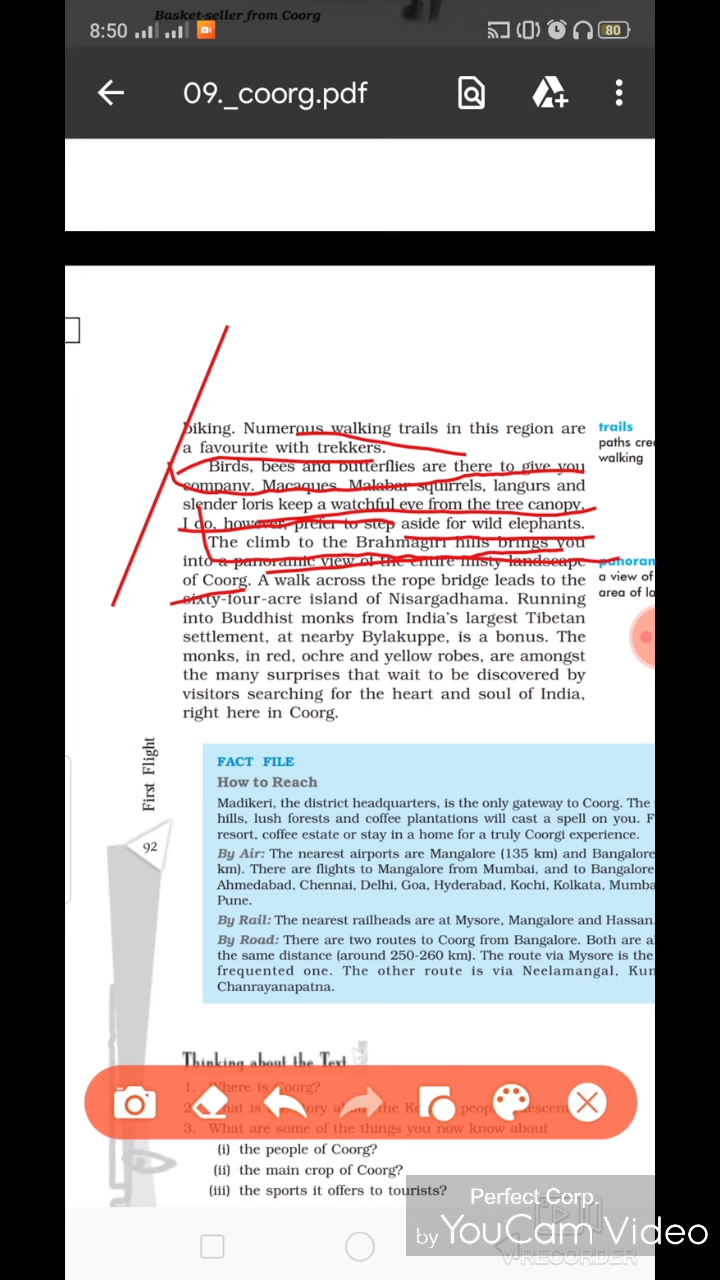 Basket-seller from Coorg
8:50
80
09._coorg.pdf
biking. Numerous walking trails in this region are
a favourite with trekkers.
Birds, bees and butterflies are there to give you
company. Macaques, Malabar squirrels, langurs and
slender loris keep a watchful eye from the tree canopy.
I do, however, prefer to step aside for wild elephants.
The climb to the Brahmagiri hills brings you
into a panoramic view of the entire misty landscape
of Coorg. A walk across the rope bridge leads to the
sixty-four-acre island of Nisargadhama. Running
into Buddhist monks from India's largest Tibetan
settlement, at nearby Bylakuppe, is a bonus. The
monks, in red, ochre and yellow robes, are amongst
the many surprises that wait to be discovered by
visitors searching for the heart and soul of India,
right here in Coorg.
trails
paths cre
walking
panoran
a view of
area of la
First Flight
92
FACT FILE
How to Reach
Madikeri, the district headquarters, is the only gateway to Coorg. The
hills, lush forests and coffee plantations will cast a spell on you. F
resort, coffee estate or stay in a home for a truly Coorgi experience.
By Air: The nearest airports are Mangalore (135 km) and Bangalore
km). There are flights to Mangalore from Mumbai, and to Bangalore
Ahmedabad, Chennai, Delhi, Goa, Hyderabad, Kochi, Kolkata, Mumba
Pune.
By Rail: The nearest railheads are at Mysore, Mangalore and Hassan.
By Road: There are two routes to Coorg from Bangalore. Both are a
the same distance (around 250-260 km). The route via Mysore is the
frequented one. The other route is via Neelamangal, Kun
Chanrayanapatna.
Thinking about the Text
1. Where is Coorg?
2. hat is ory a the K peop escent
3. What are some of the things you now know about
(i) the people of Coorg?
(ii) the main crop of Coorg?
(iii) the sports it offers to tourists?
Perfect Corp.
by YouCam Video
VRECORDER